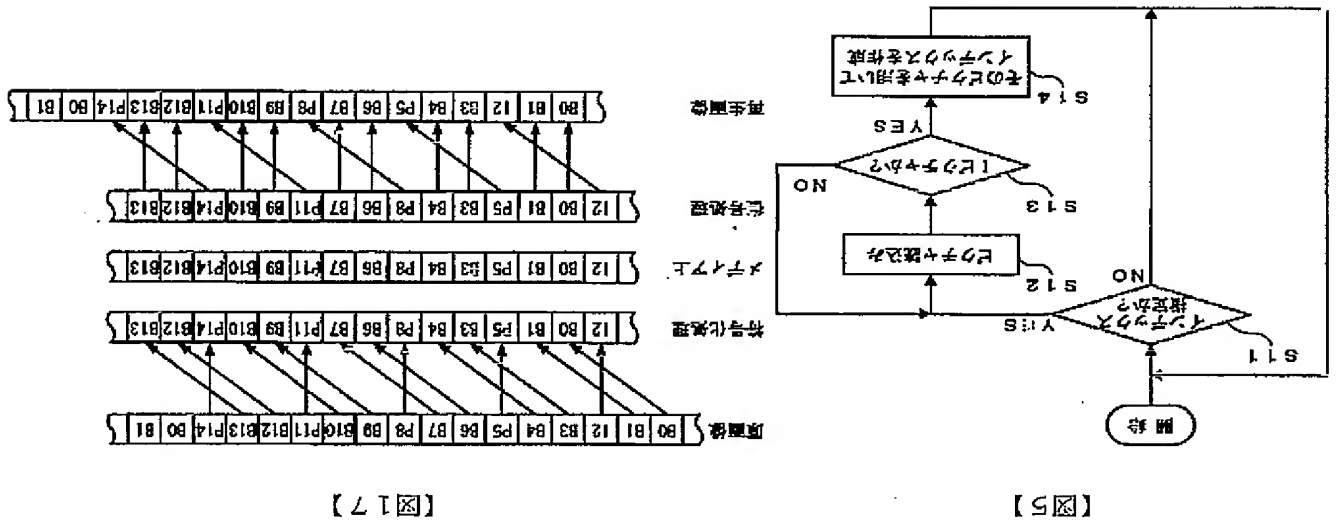 【図5】
開始
S11
インデックス
指定か?
YES
NO
S12
ピクチャ読込み
S13
Iピクチャか?
NO
YES
S14
そのピクチャを用いて
インデックスを作成
【図17】
原画像 B0 B1 I2 B3 B4 P5 B6 B7 P8 B9 B10 P11 B12 B13 P14 B0 B1
符号化処理 I2 B0 B1 P5 B3 B4 P8 B6 B7 P11 B9 B10 P14 B12 B13
メディア上 I2 B0 B1 P5 B3 B4 P8 B6 B7 P11 B9 B10 P14 B12 B13
信号処理 I2 B0 B1 P5 B3 B4 P8 B6 B7 P11 B9 B10 P14 B12 B13
再生画像 B0 B1 I2 B3 B4 P5 B6 B7 P8 B9 B10 P11 B12 B13 P14 B0 B1